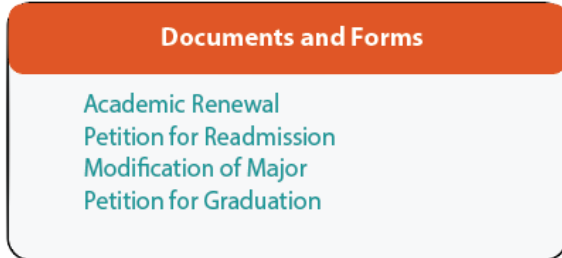 Documents and Forms
Academic Renewal
Petition for Readmission
Modification of Major
Petition for Graduation